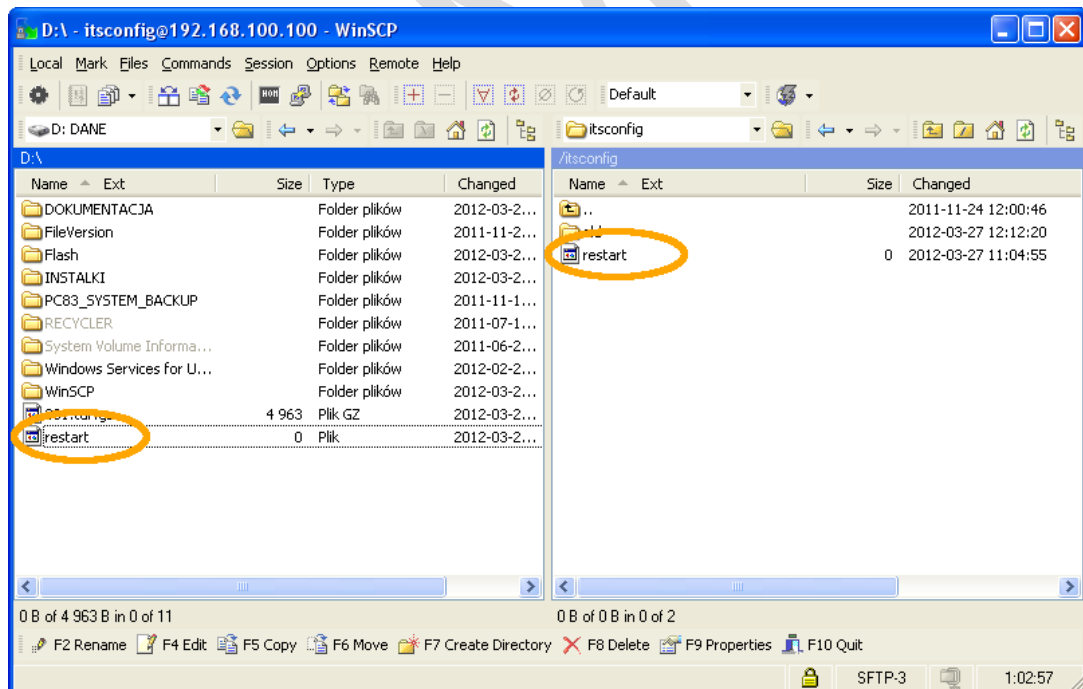 D:\ - itsconfig@192.168.100.100 - WinSCP
Local Mark Files Commands Session Options Remote Help
Default
D: DANE
itsconfig
D:\
/itsconfig
Name Ext Size Type Changed
Name Ext Size Changed
DOKUMENTACJA Folder plików 2012-03-2...
.. 2011-11-24 12:00:46
FileVersion Folder plików 2011-11-2...
2012-03-27 12:12:20
Flash Folder plików 2012-03-2...
restart 0 2012-03-27 11:04:55
INSTALKI Folder plików 2012-03-2...
PC83_SYSTEM_BACKUP Folder plików 2011-11-1...
RECYCLER Folder plików 2011-07-1...
System Volume Informa... Folder plików 2011-06-2...
Windows Services for U... Folder plików 2012-02-2...
WinSCP Folder plików 2012-03-2...
4 963 Plik GZ 2012-03-2...
restart 0 Plik 2012-03-2...
0 B of 4 963 B in 0 of 11
0 B of 0 B in 0 of 2
F2 Rename F4 Edit F5 Copy F6 Move F7 Create Directory F8 Delete F9 Properties F10 Quit
SFTP-3 1:02:57